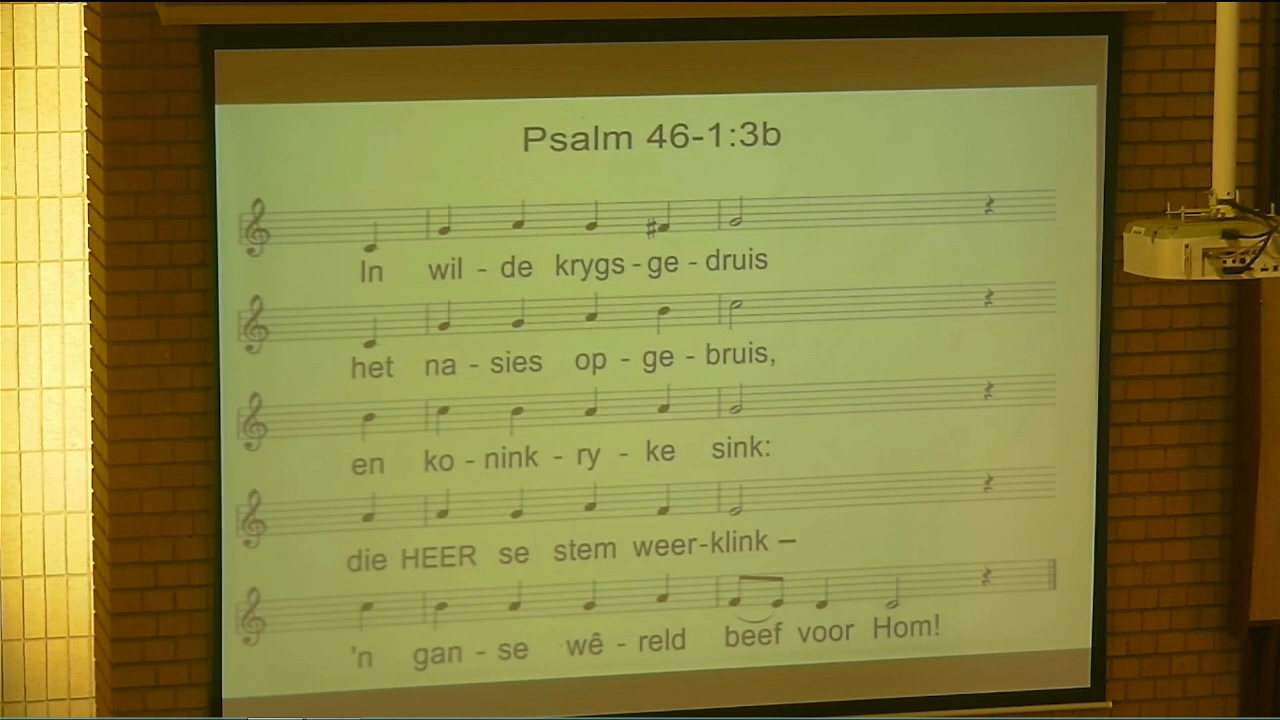 Psalm 46-1:3b
In wil - de krygs - ge - druis
het na - sies op - ge - bruis,
en ko - nink - ry - ke sink:
die HEER se stem weer-klink –
'n gan - se wê - reld beef voor Hom!